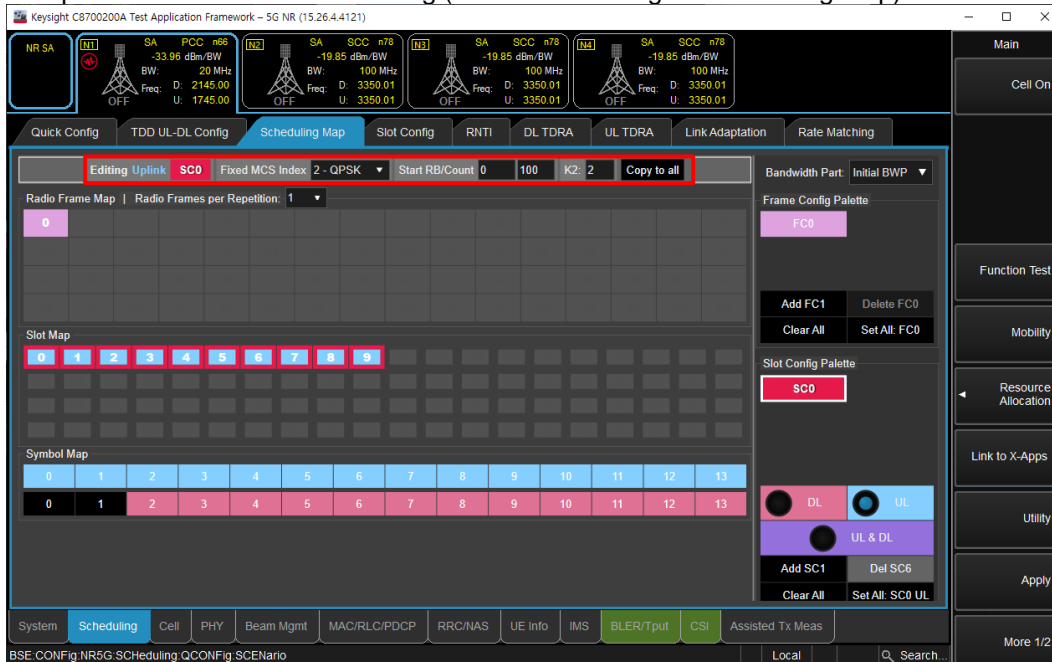 Keysight C8700200A Test Application Framework – 5G NR (15.26.4.4121)
NR SA
N1 SA PCC n66
-33.96 dBm/BW
BW: 20 MHz
Freq: D: 2145.00
U: 1745.00
OFF
N2 SA SCC n78
-19.85 dBm/BW
BW: 100 MHz
Freq: D: 3350.01
U: 3350.01
OFF
N3 SA SCC n78
-19.85 dBm/BW
BW: 100 MHz
Freq: D: 3350.01
U: 3350.01
OFF
N4 SA SCC n78
-19.85 dBm/BW
BW: 100 MHz
Freq: D: 3350.01
U: 3350.01
OFF
Main
Cell On
Quick Config TDD UL-DL Config Scheduling Map Slot Config RNTI DL TDRA UL TDRA Link Adaptation Rate Matching
Editing Uplink SC0 Fixed MCS Index 2 - QPSK Start RB/Count 0 100 K2: 2 Copy to all
Bandwidth Part: Initial BWP
Radio Frame Map | Radio Frames per Repetition: 1
0
Frame Config Palette
FC0
Add FC1 Delete FC0
Clear All Set All: FC0
Slot Map
0 1 2 3 4 5 6 7 8 9
Slot Config Palette
SC0
Symbol Map
0 1 2 3 4 5 6 7 8 9 10 11 12 13
0 1 2 3 4 5 6 7 8 9 10 11 12 13
DL UL
UL & DL
Add SC1 Del SC6
Clear All Set All: SC0 UL
Function Test
Mobility
Resource
Allocation
Link to X-Apps
Utility
Apply
More 1/2
System Scheduling Cell PHY Beam Mgmt MAC/RLC/PDCP RRC/NAS UE Info IMS BLER/Tput CSI Assisted Tx Meas
BSE:CONFig:NR5G:SCHeduling:QCONFig:SCENario
Local Search...